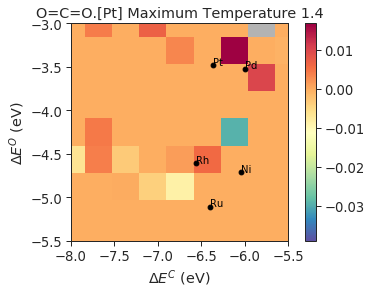 O=C=O.[Pt] Maximum Temperature 1.4
−3.0
−3.5
−4.0
−4.5
−5.0
−5.5
ΔE^O (eV)
Pt
Pd
Rh
Ni
Ru
−8.0 −7.5 −7.0 −6.5 −6.0 −5.5
ΔE^C (eV)
0.01
0.00
−0.01
−0.02
−0.03